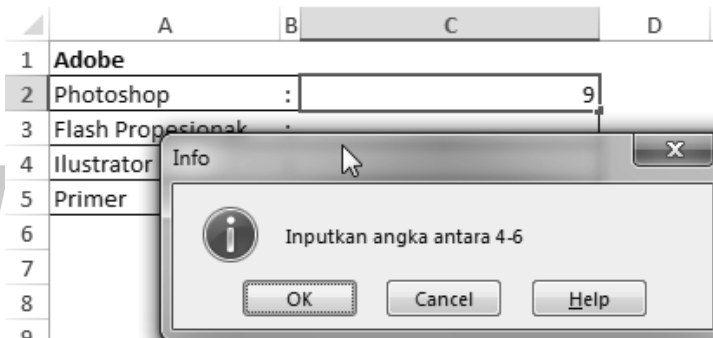 A B C D
1 Adobe
2 Photoshop : 9
3 Flash Propesionak :
4 Ilustrator
5 Primer
6
7
8
9
Info
x
Inputkan angka antara 4-6
OK Cancel Help